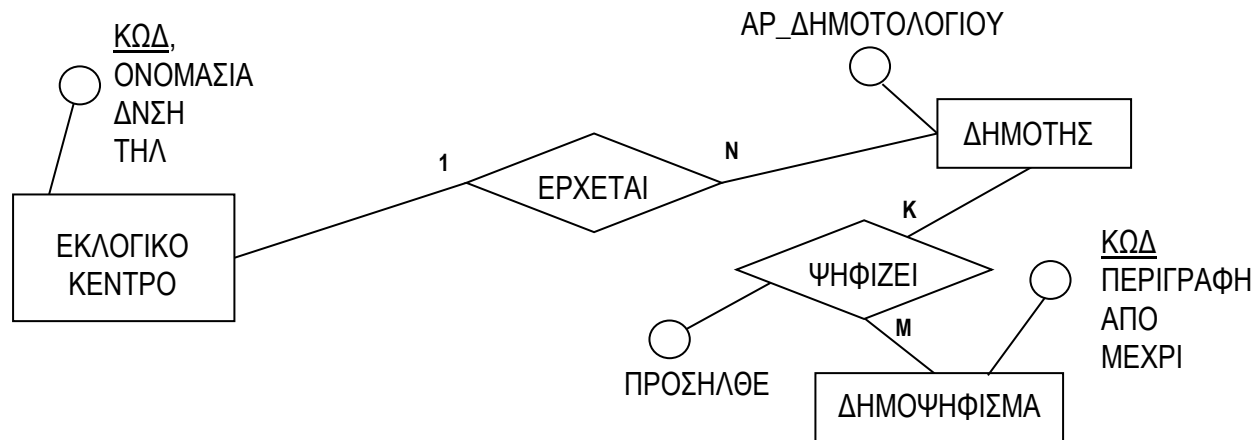 ΚΩΔ,
ΟΝΟΜΑΣΙΑ
ΔΝΣΗ
ΤΗΛ
ΑΡ_ΔΗΜΟΤΟΛΟΓΙΟΥ
ΔΗΜΟΤΗΣ
1
ΕΡΧΕΤΑΙ
N
ΕΚΛΟΓΙΚΟ
ΚΕΝΤΡΟ
K
ΨΗΦΙΖΕΙ
M
ΚΩΔ
ΠΕΡΙΓΡΑΦΗ
ΑΠΟ
ΜΕΧΡΙ
ΠΡΟΣΗΛΘΕ
ΔΗΜΟΨΗΦΙΣΜΑ